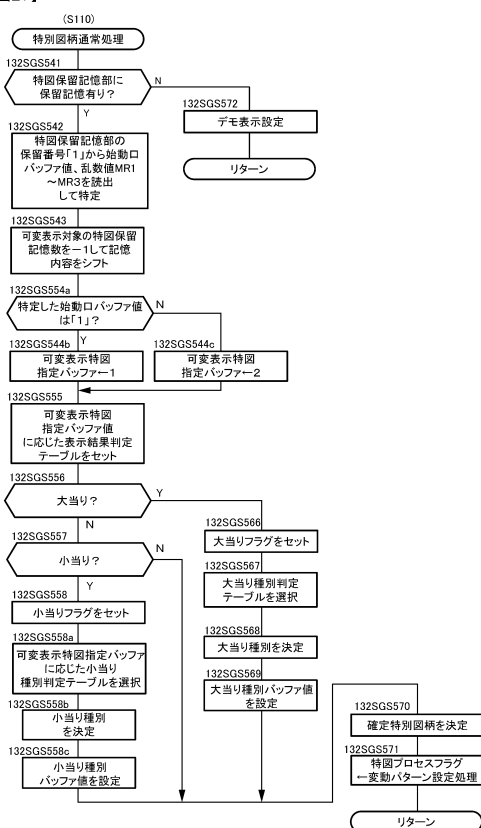 (S110)
特別図柄通常処理
132SGS541
特図保留記憶部に
保留記憶有り？
N
Y
132SGS572
デモ表示設定
リターン
132SGS542
特図保留記憶部の
保留番号「1」から始動口
バッファ値、乱数値MR1
～MR3を読出
して特定
132SGS543
可変表示対象の特図保留
記憶数を－1して記憶
内容をシフト
132SGS554a
特定した始動口バッファ値
は「1」？
N
Y
132SGS544b
可変表示特図
指定バッファ←1
132SGS544c
可変表示特図
指定バッファ←2
132SGS555
可変表示特図
指定バッファ値
に応じた表示結果判定
テーブルをセット
132SGS556
大当り？
Y
N
132SGS557
小当り？
N
Y
132SGS558
小当りフラグをセット
132SGS558a
可変表示特図指定バッファ
に応じた小当り
種別判定テーブルを選択
132SGS558b
小当り種別
を決定
132SGS558c
小当り種別
バッファ値を設定
132SGS566
大当りフラグをセット
132SGS567
大当り種別判定
テーブルを選択
132SGS568
大当り種別を決定
132SGS569
大当り種別バッファ値
を設定
132SGS570
確定特別図柄を決定
132SGS571
特図プロセスフラグ
←変動パターン設定処理
リターン